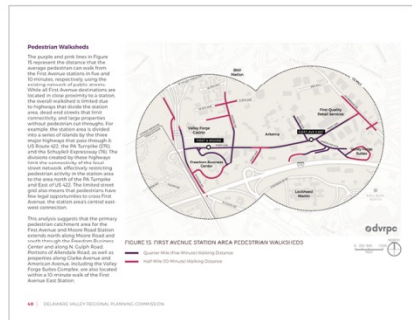 Pedestrian Walksheds
The purple and pink lines in Figure
15 represent the distance that the
average pedestrian can walk from
the First Avenue stations in five and
10 minutes, respectively, using the
existing network of public streets.
While all First Avenue destinations are
located in close proximity to a station,
the overall walkshed is limited due
to highways that divide the station
area, dead end streets that limit
connectivity, and large properties
without pedestrian cut throughs. For
example, the station area is divided
into a series of islands by the three
major highways that pass through it:
US Route 422, the PA Turnpike (276),
and the Schuylkill Expressway (76). The
divisions created by these highways
limit the connectivity of the local
street network, effectively restricting
pedestrian activity in the station area
to the area north of the PA Turnpike
and East of US 422. The limited street
grid also means that pedestrians have
few legal opportunities to cross First
Avenue, the station area's central east-
west connection.
This analysis suggests that the primary
pedestrian catchment area for the
First Avenue and Moore Road Station
extends north along Moore Road and
south through the Freedom Business
Center and along N. Gulph Road.
Portions of Allendale Road, as well as
properties along Clarke Avenue and
American Avenue, including the Valley
Forge Suites Complex, are also located
within a 10 minute walk of the First
Avenue East Station.
Valley Forge
Casino
Freedom Business
Center
First Quality
Retail Services
Arkema
Valley Forge
Suites
Lockheed
Martin
dvrpc
FIGURE 15: FIRST AVENUE STATION AREA PEDESTRIAN WALKSHEDS
Quarter-Mile (Five-Minute) Walking Distance
Half-Mile (10-Minute) Walking Distance
DELAWARE VALLEY REGIONAL PLANNING COMMISSION